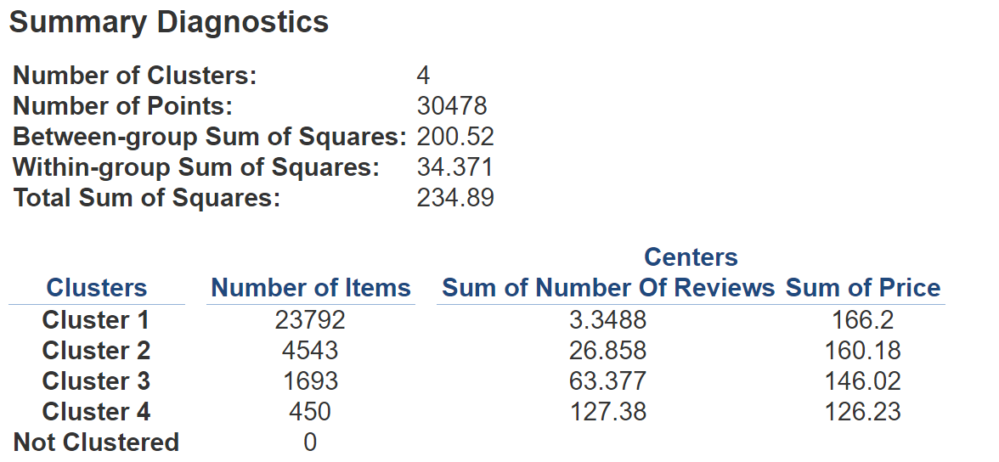 Summary Diagnostics
Number of Clusters: 4
Number of Points: 30478
Between-group Sum of Squares: 200.52
Within-group Sum of Squares: 34.371
Total Sum of Squares: 234.89
Centers
Clusters Number of Items Sum of Number Of Reviews Sum of Price
Cluster 1 23792 3.3488 166.2
Cluster 2 4543 26.858 160.18
Cluster 3 1693 63.377 146.02
Cluster 4 450 127.38 126.23
Not Clustered 0